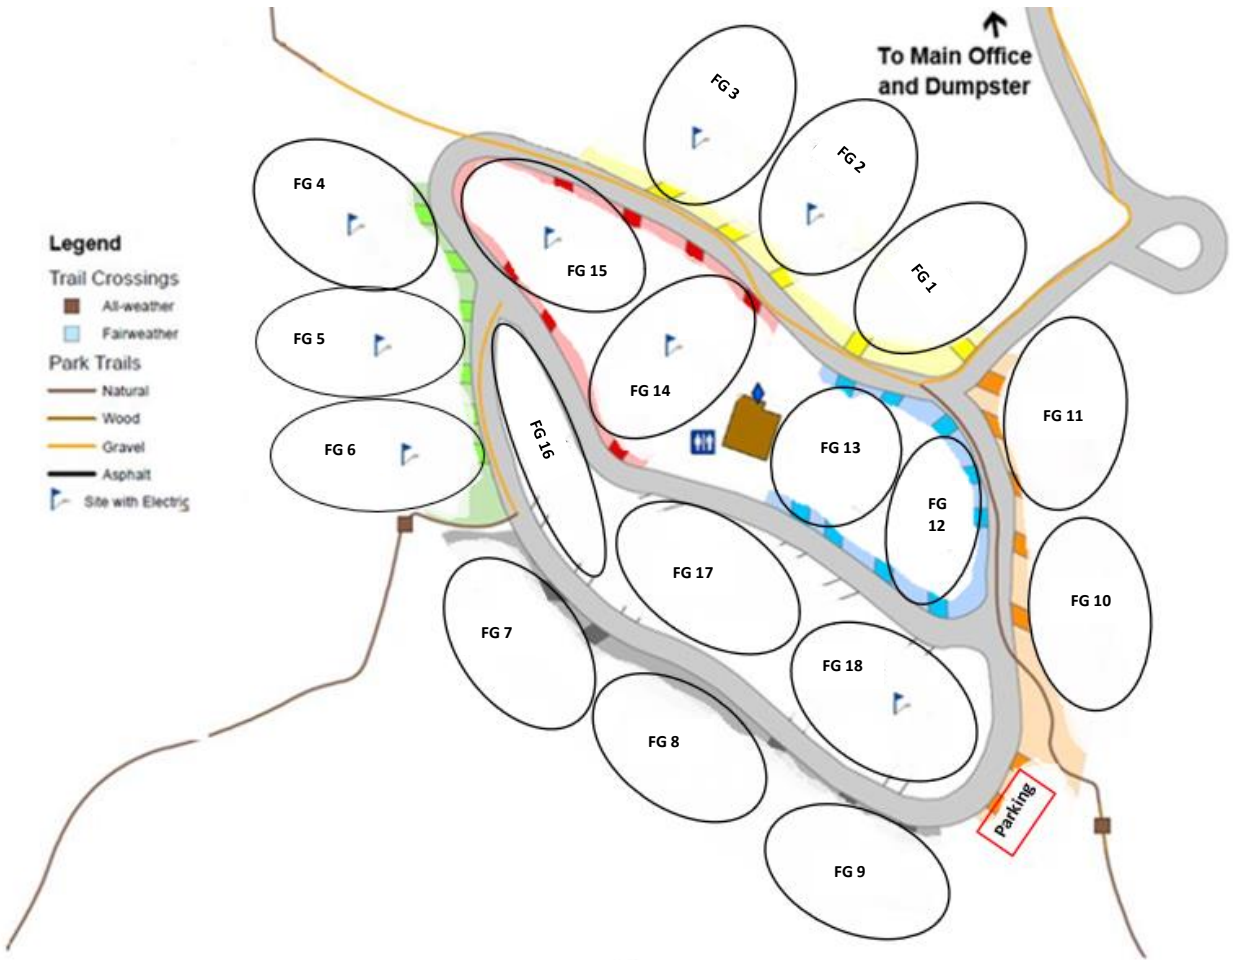 To Main Office
and Dumpster
FG 3
FG 2
FG 4
FG 1
FG 15
Legend
Trail Crossings
All-weather
Fairweather
Park Trails
Natural
Wood
Gravel
Asphalt
Site with Electrics
FG 5
FG 14
FG 11
FG 6
FG 16
FG 13
FG
12
FG 17
FG 10
FG 7
FG 18
FG 8
Parking
FG 9